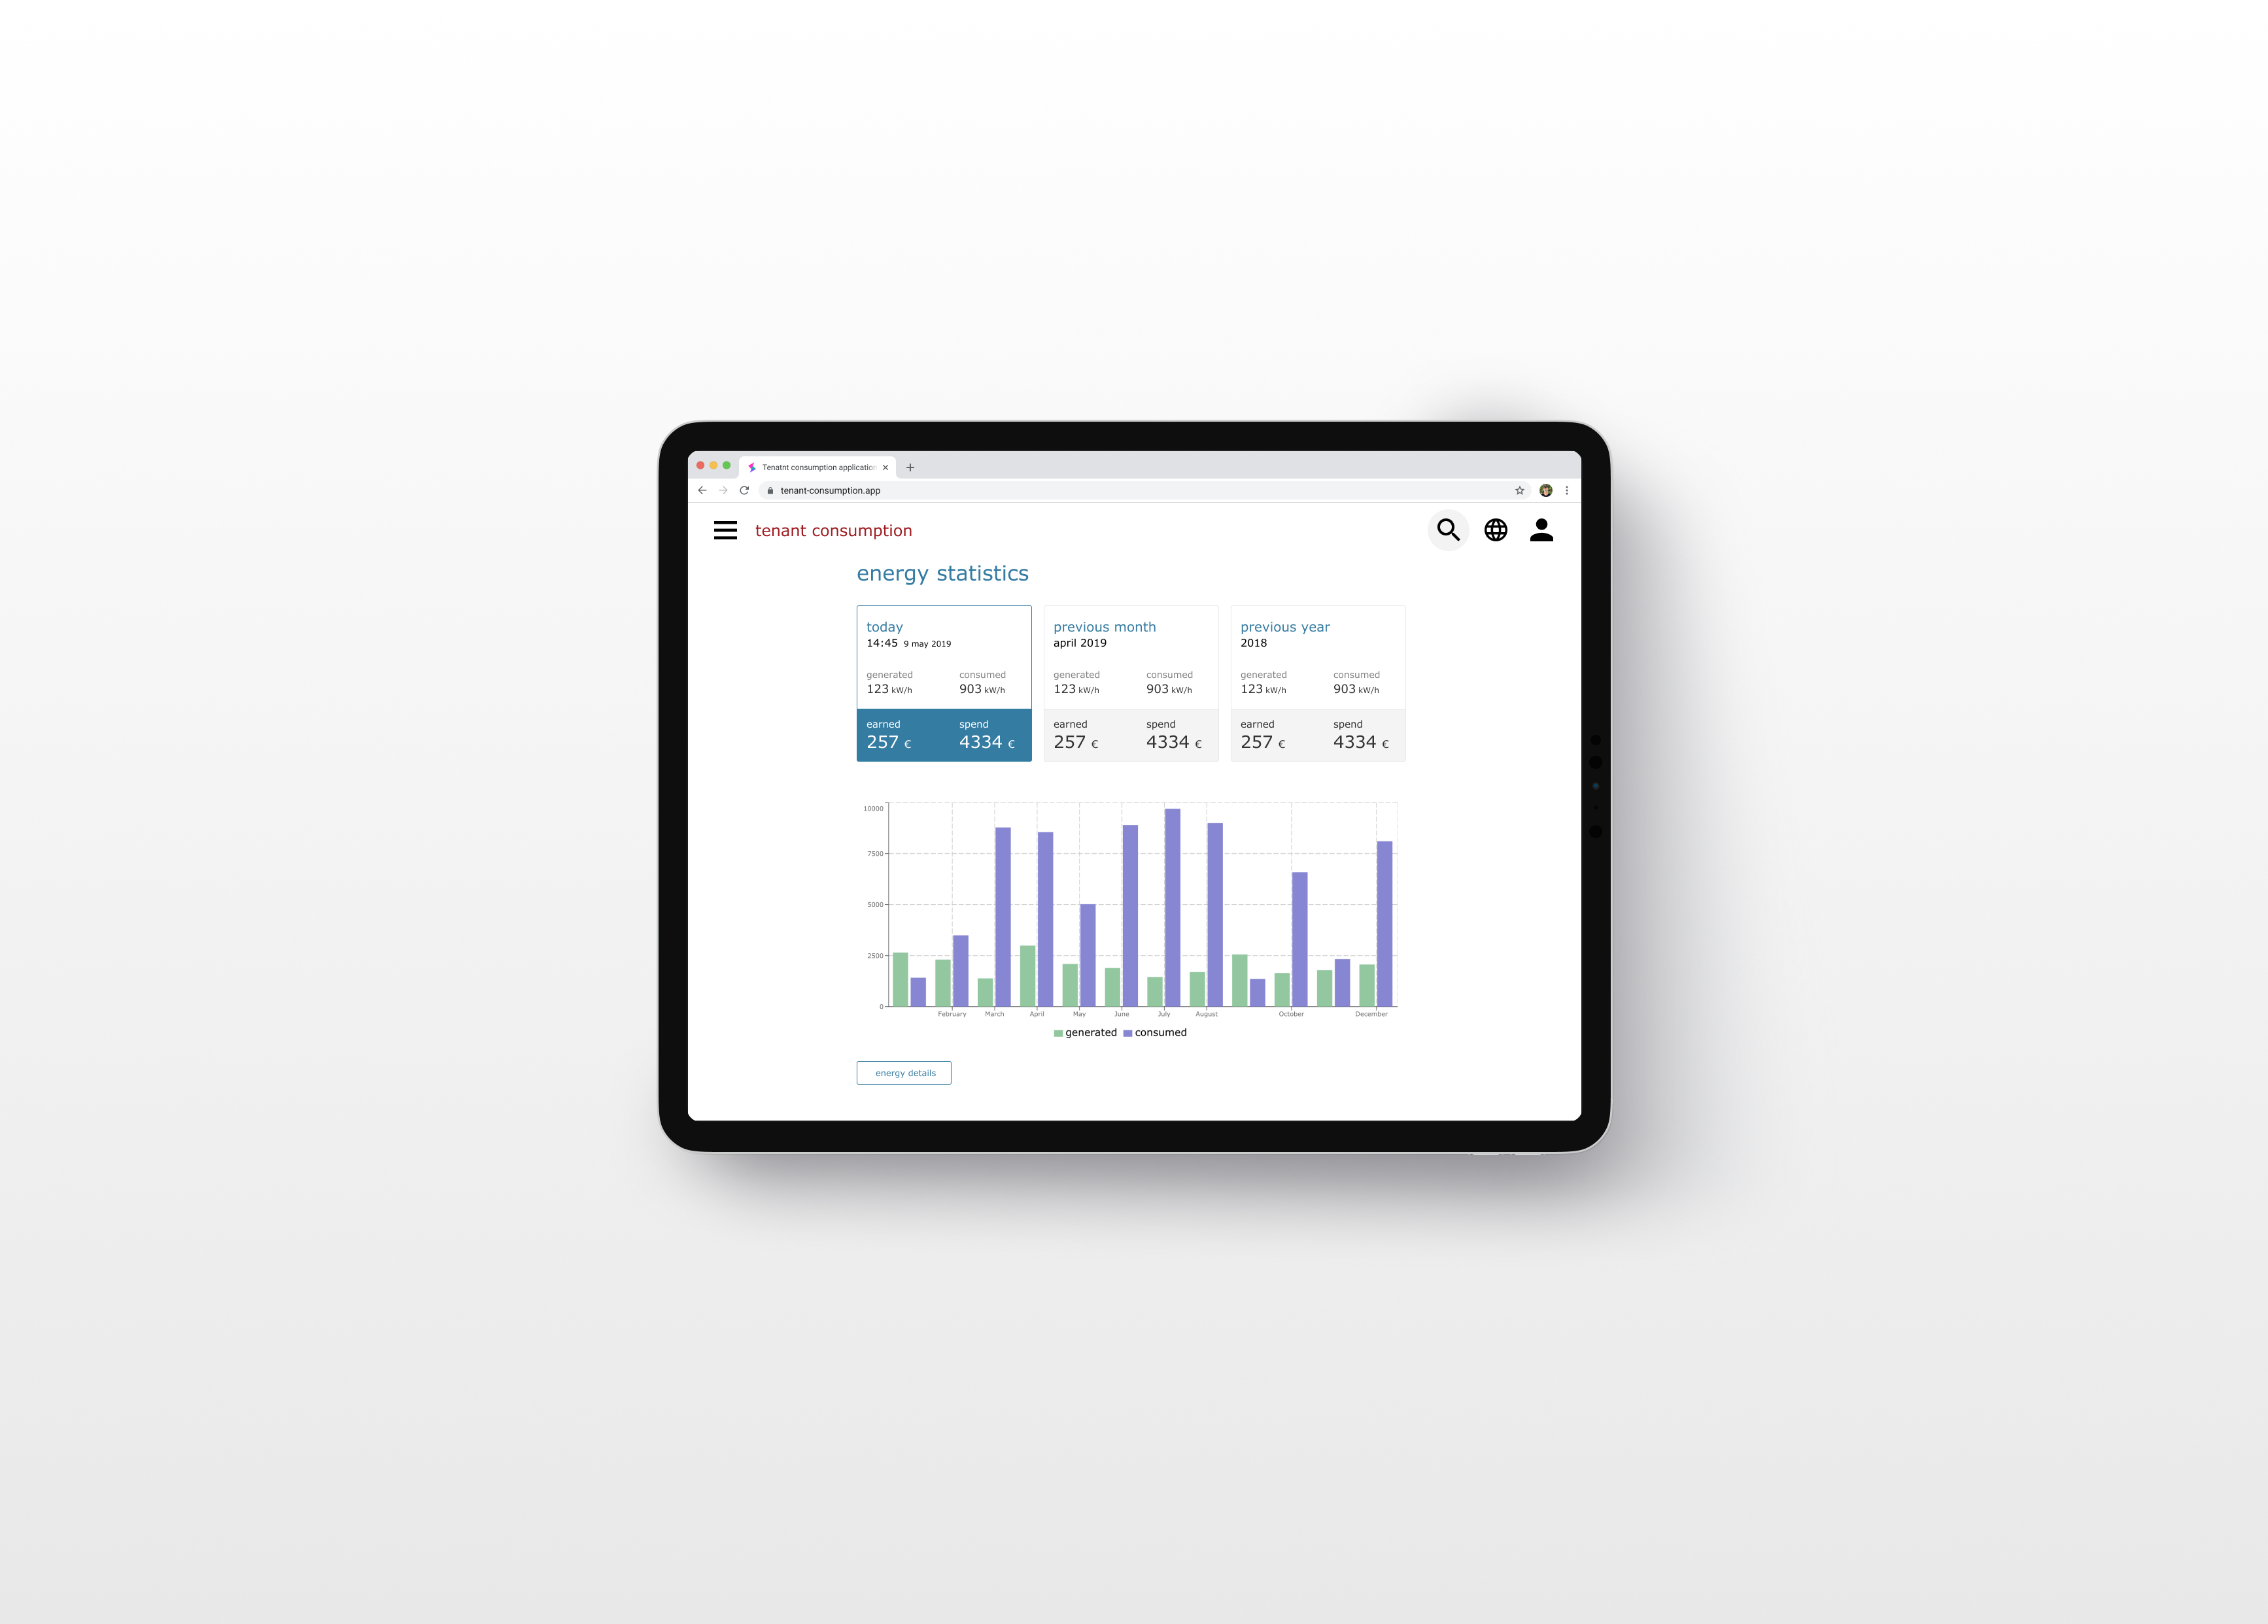 Tenatnt consumption application
tenant-consumption.app
tenant consumption
energy statistics
today
14:45 9 may 2019
generated consumed
123 kW/h 903 kW/h
earned spend
257 € 4334 €
previous month
april 2019
generated consumed
123 kW/h 903 kW/h
earned spend
257 € 4334 €
previous year
2018
generated consumed
123 kW/h 903 kW/h
earned spend
257 € 4334 €
10000
7500
5000
2500
0
February March April May June July August October December
generated consumed
energy details